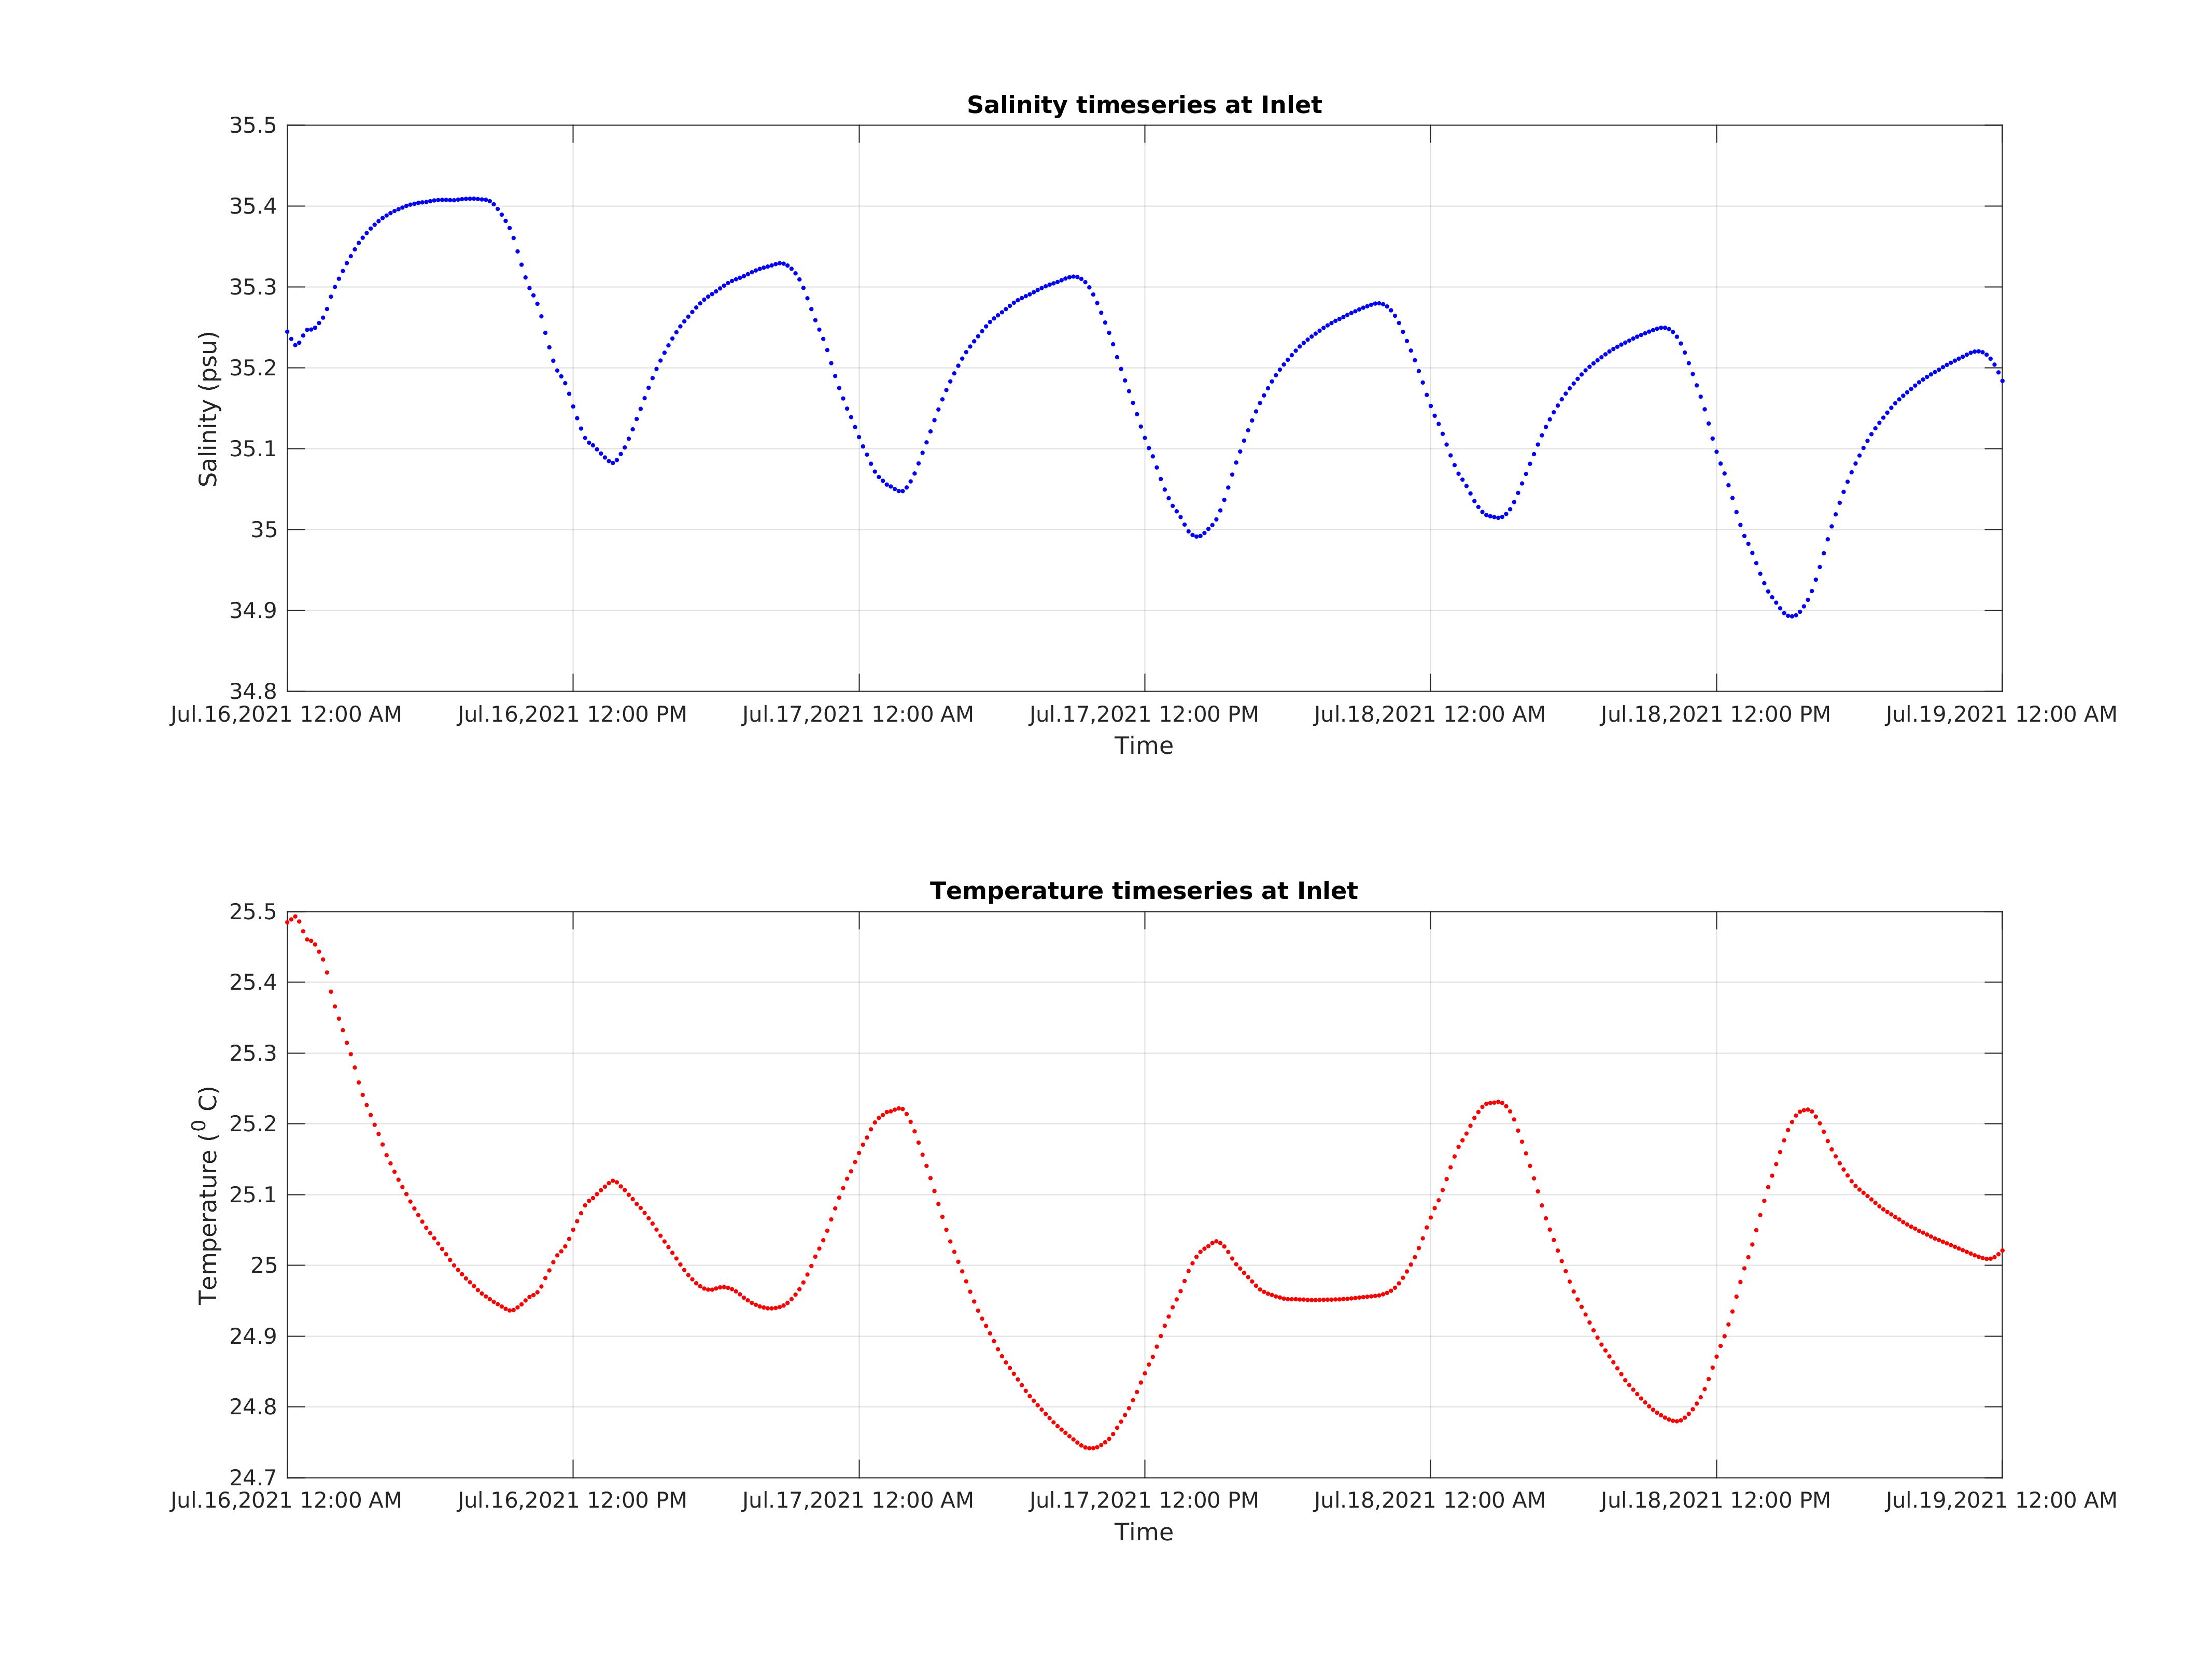 Salinity timeseries at Inlet
35.5
35.4
35.3
35.2
35.1
35
34.9
34.8
Salinity (psu)
Jul.16,2021 12:00 AM Jul.16,2021 12:00 PM Jul.17,2021 12:00 AM Jul.17,2021 12:00 PM Jul.18,2021 12:00 AM Jul.18,2021 12:00 PM Jul.19,2021 12:00 AM
Time
Temperature timeseries at Inlet
25.5
25.4
25.3
25.2
25.1
25
24.9
24.8
24.7
Temperature (⁰ C)
Jul.16,2021 12:00 AM Jul.16,2021 12:00 PM Jul.17,2021 12:00 AM Jul.17,2021 12:00 PM Jul.18,2021 12:00 AM Jul.18,2021 12:00 PM Jul.19,2021 12:00 AM
Time